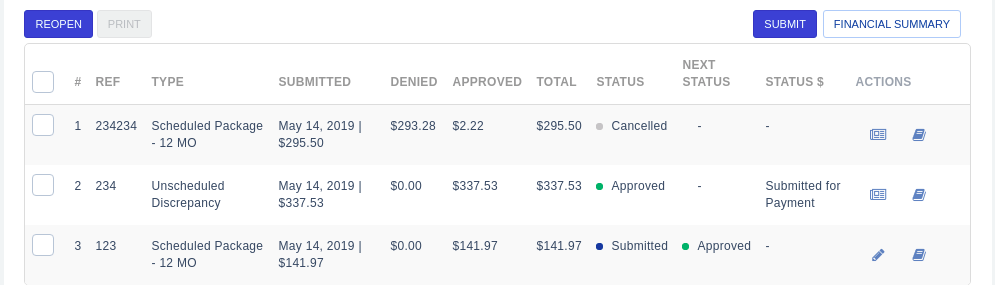 REOPEN PRINT SUBMIT FINANCIAL SUMMARY
# REF TYPE SUBMITTED DENIED APPROVED TOTAL STATUS NEXT STATUS STATUS $ ACTIONS
1 234234 Scheduled Package May 14, 2019 | $293.28 $2.22 $295.50 Cancelled - -
- 12 MO $295.50
2 234 Unscheduled May 14, 2019 | $0.00 $337.53 $337.53 Approved - Submitted for
Discrepancy $337.53 Payment
3 123 Scheduled Package May 14, 2019 | $0.00 $141.97 $141.97 Submitted Approved -
- 12 MO $141.97